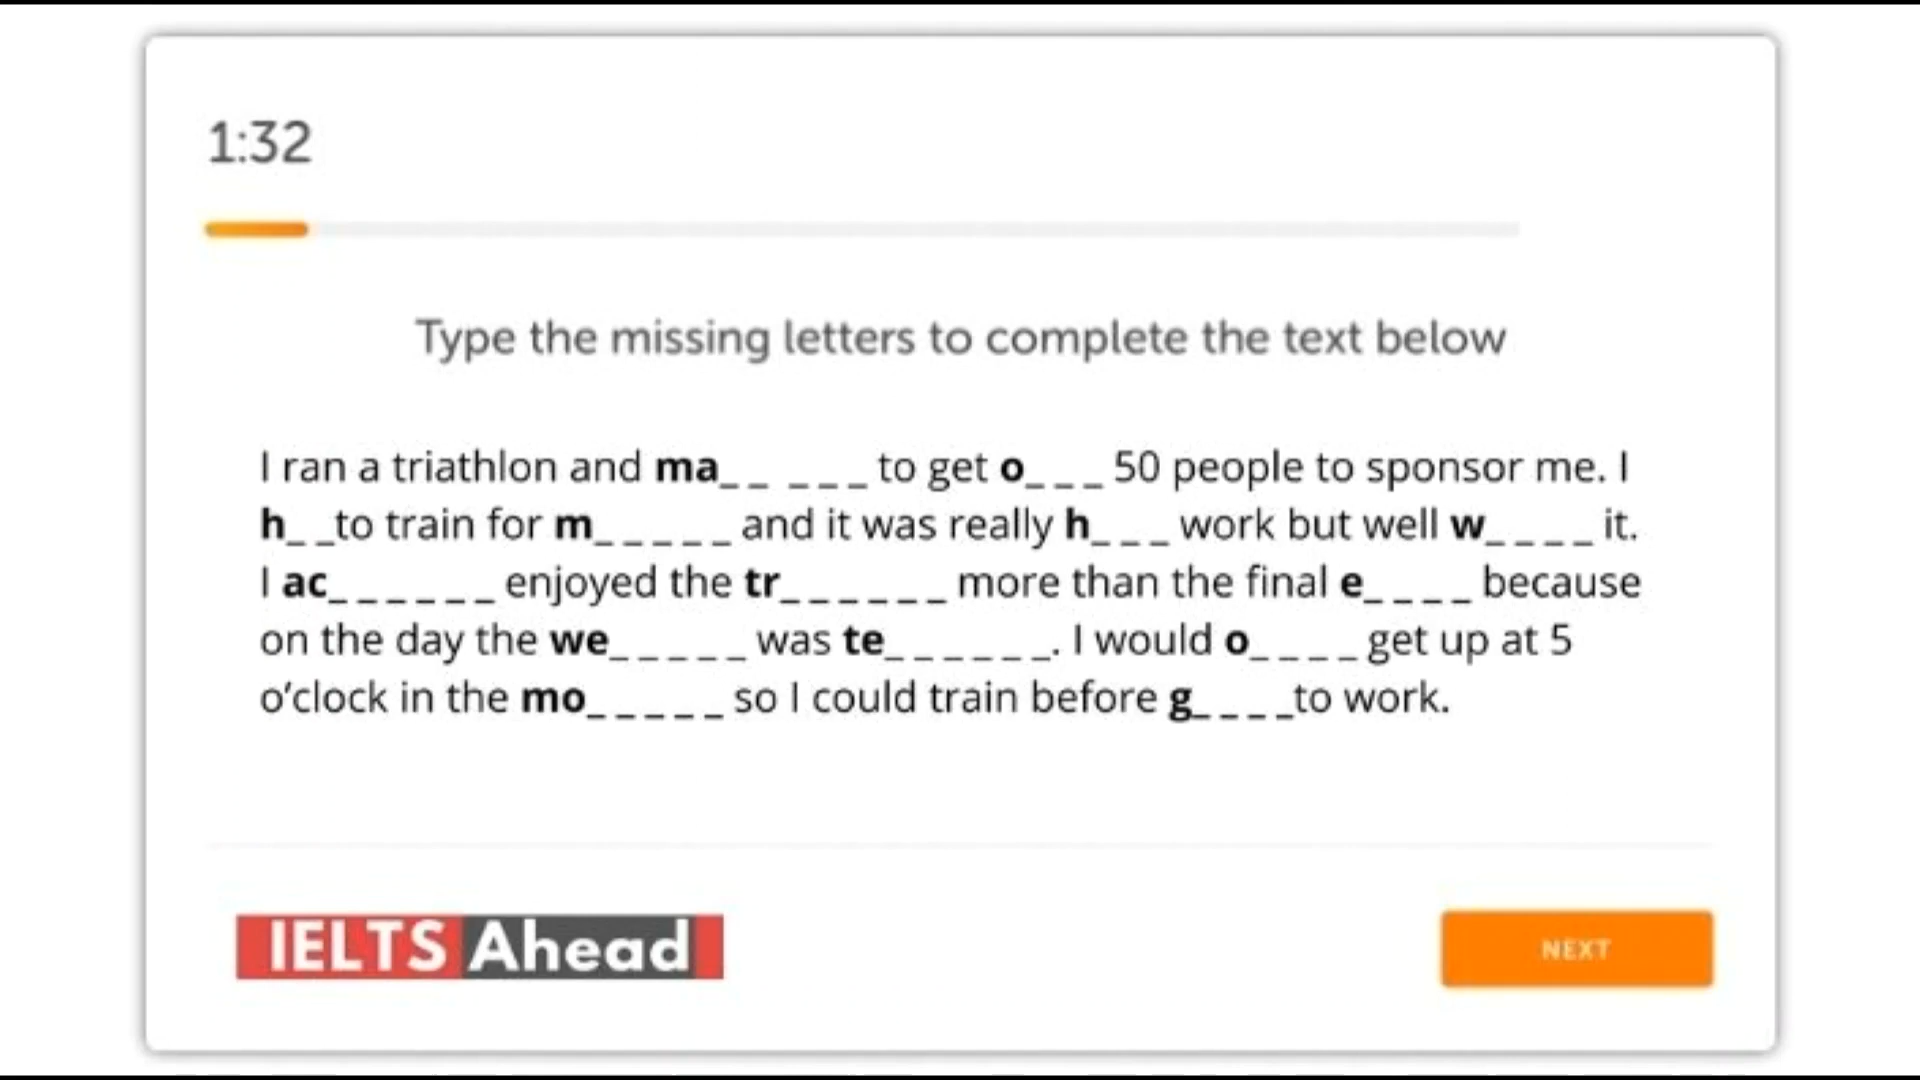 1:32
Type the missing letters to complete the text below
I ran a triathlon and ma_ _ _ _ _ to get o_ _ _ 50 people to sponsor me. I
h_ _to train for m_ _ _ _ _ and it was really h_ _ _ work but well w_ _ _ _ it.
I ac_ _ _ _ _ _ enjoyed the tr_ _ _ _ _ _ more than the final e_ _ _ _ because
on the day the we_ _ _ _ _ was te_ _ _ _ _ _. I would o_ _ _ _ get up at 5
o'clock in the mo_ _ _ _ _ so I could train before g_ _ _ _to work.
IELTS Ahead
NEXT